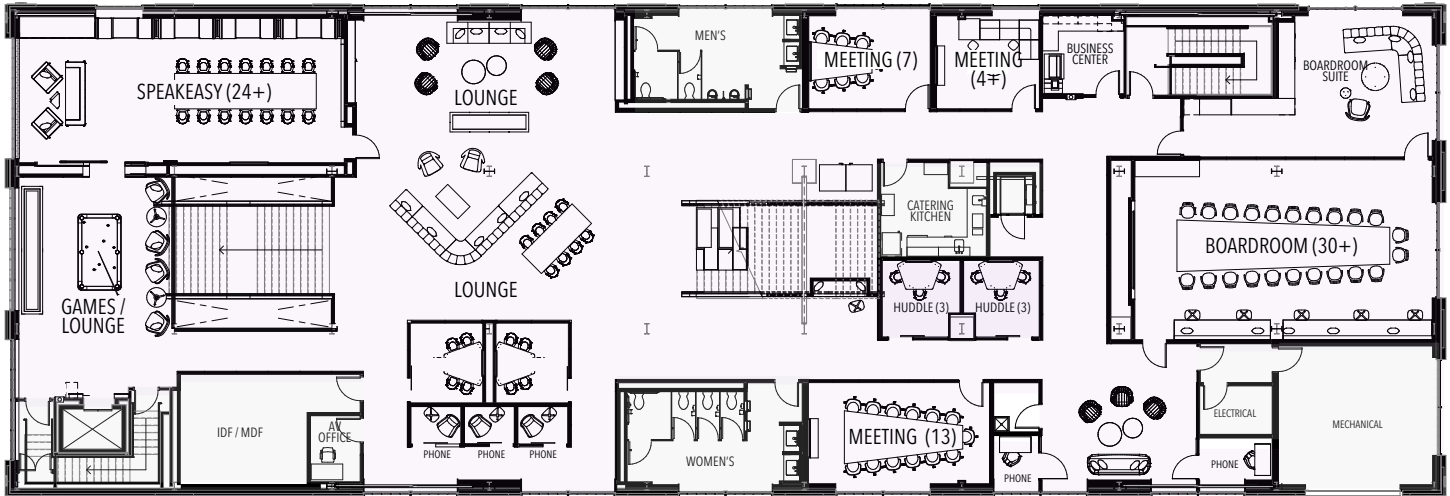 MEN'S
MEETING (7)
MEETING
BUSINESS
CENTER
BOARDROOM
SUITE
SPEAKEASY (24+)
LOUNGE
CATERING
KITCHEN
BOARDROOM (30+)
GAMES /
LOUNGE
LOUNGE
HUDDLE (3)
HUDDLE (3)
IDF / MDF
AV
OFFICE
PHONE
PHONE
PHONE
WOMEN'S
MEETING (13)
PHONE
ELECTRICAL
PHONE
MECHANICAL